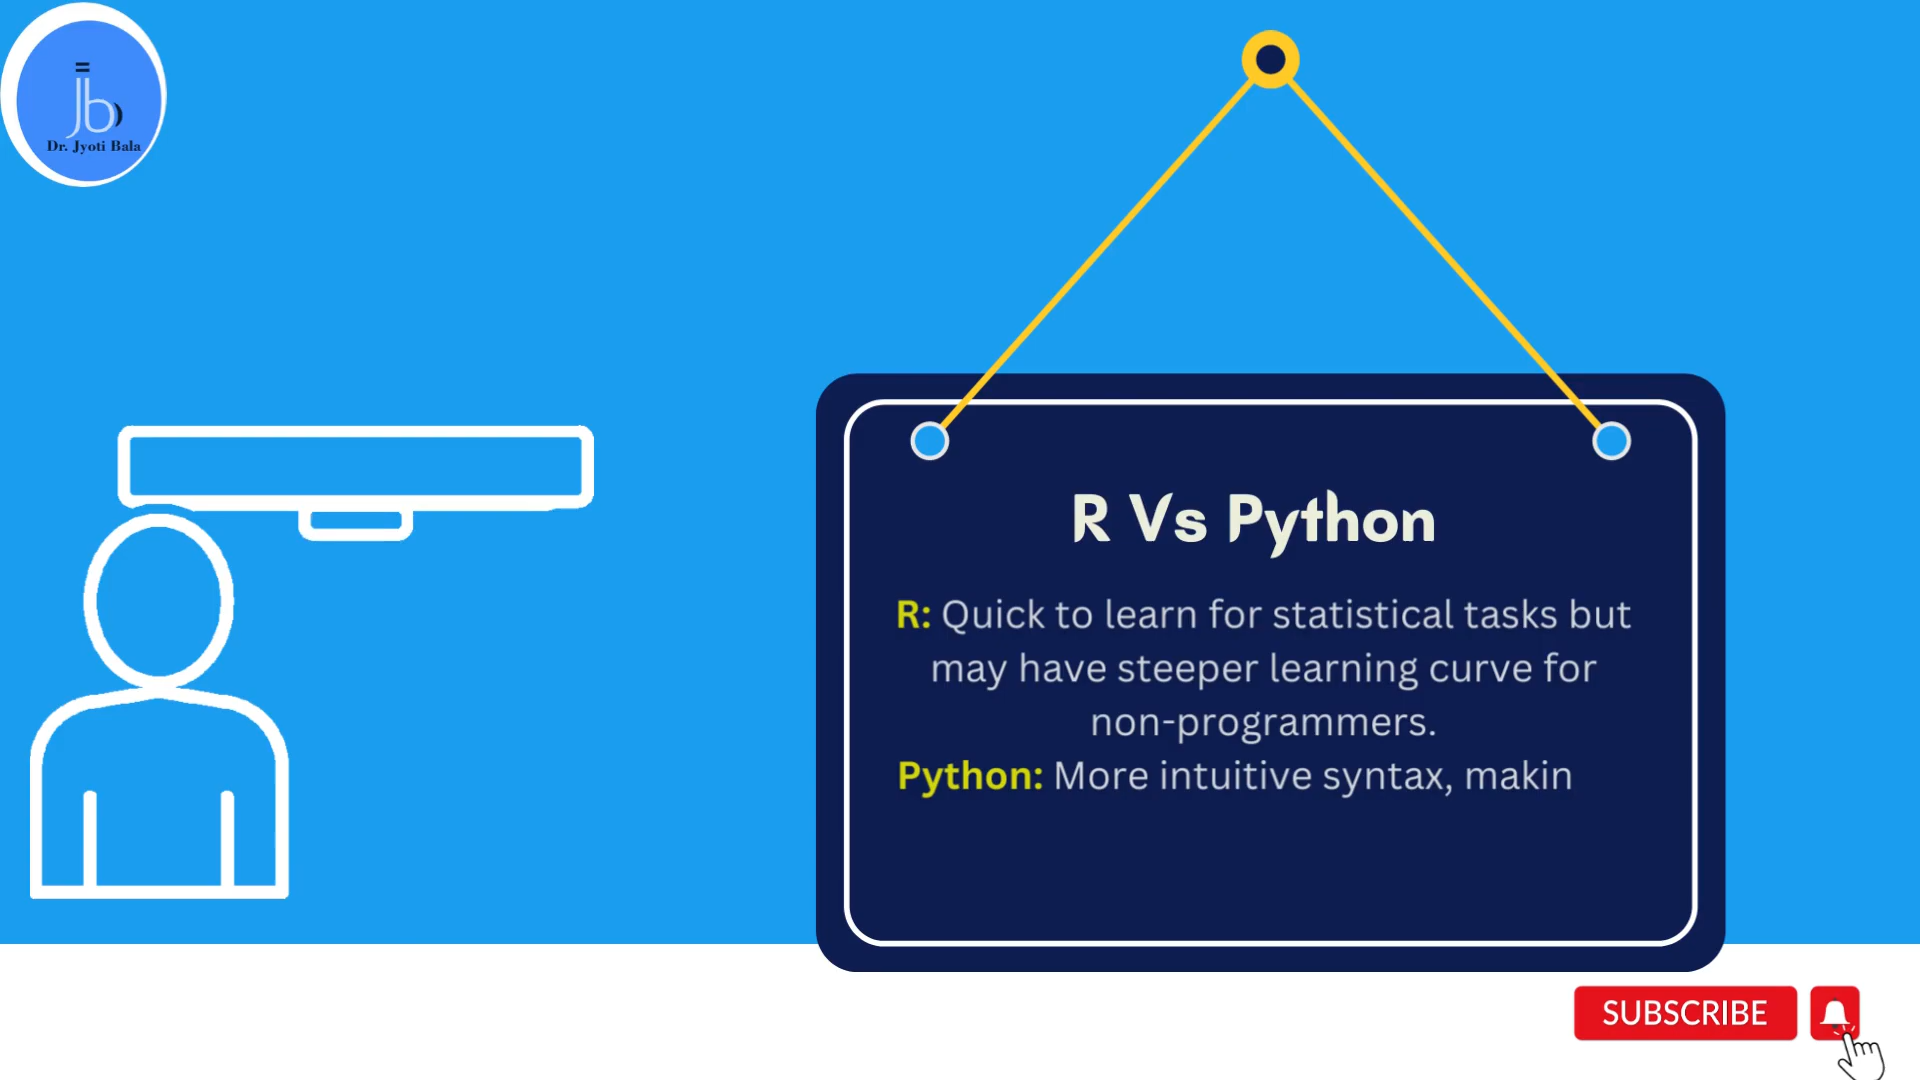 jb
Dr. Jyoti Bala
R Vs Python
R: Quick to learn for statistical tasks but
may have steeper learning curve for
non-programmers.
Python: More intuitive syntax, makin
SUBSCRIBE